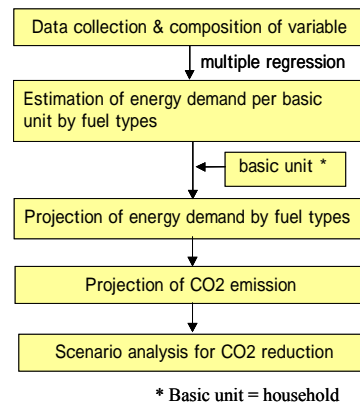 Data collection & composition of variable
multiple regression
Estimation of energy demand per basic
unit by fuel types
basic unit *
Projection of energy demand by fuel types
Projection of CO2 emission
Scenario analysis for CO2 reduction
* Basic unit = household